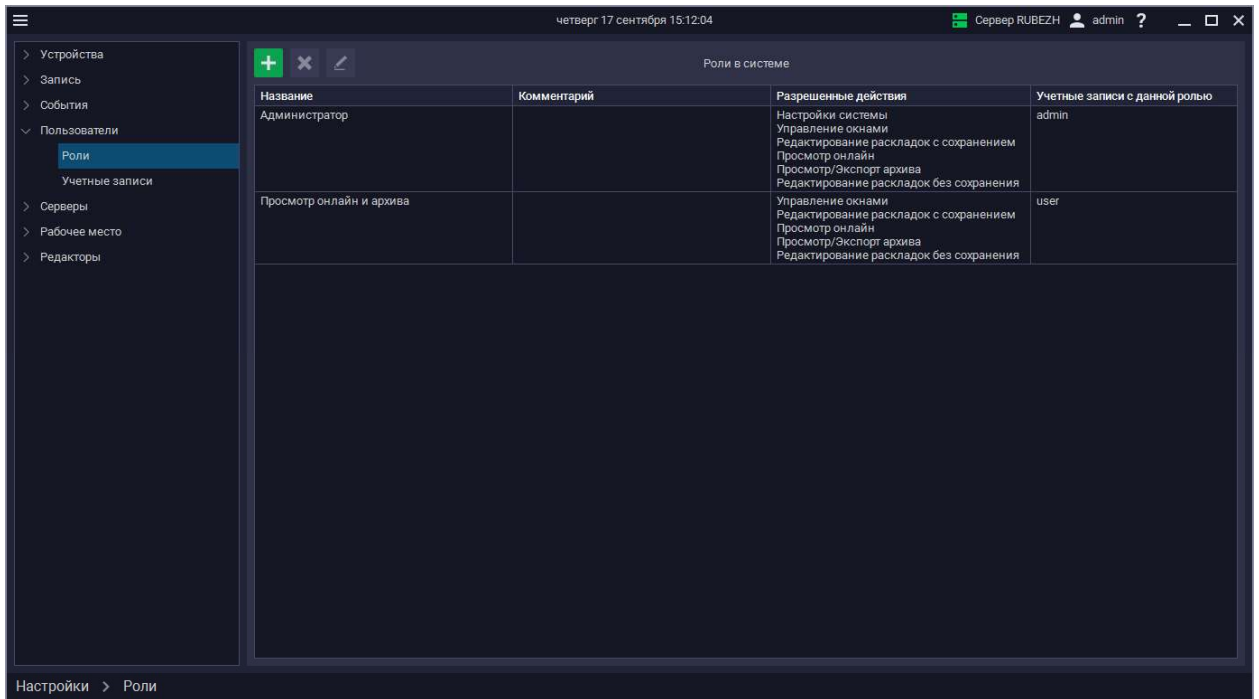 четверг 17 сентября 15:12:04
Сервер RUBEZH admin ?
Устройства
Запись
События
Пользователи
Роли
Учетные записи
Серверы
Рабочее место
Редакторы
Роли в системе
Название Комментарий Разрешенные действия Учетные записи с данной ролью
Администратор Настройки системы admin
Управление окнами
Редактирование раскладок с сохранением
Просмотр онлайн
Просмотр/Экспорт архива
Редактирование раскладок без сохранения
Просмотр онлайн и архива Управление окнами user
Редактирование раскладок с сохранением
Просмотр онлайн
Просмотр/Экспорт архива
Редактирование раскладок без сохранения
Настройки > Роли